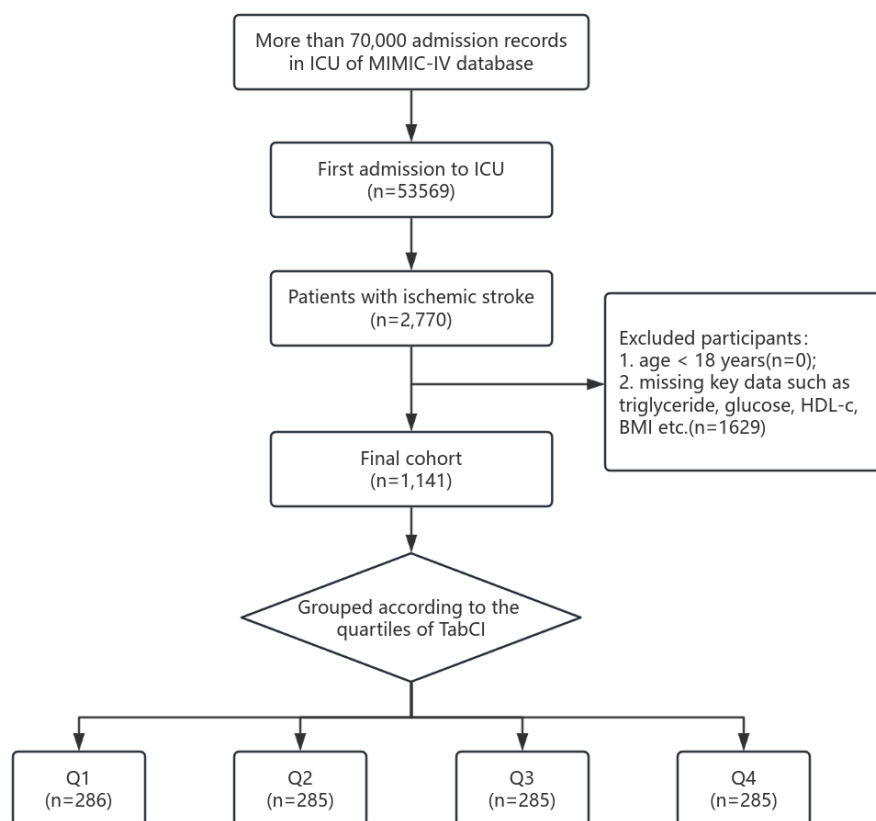 More than 70,000 admission records
in ICU of MIMIC-IV database
First admission to ICU
(n=53569)
Patients with ischemic stroke
(n=2,770)
Excluded participants:
1. age < 18 years(n=0);
2. missing key data such as
triglyceride, glucose, HDL-c,
BMI etc.(n=1629)
Final cohort
(n=1,141)
Grouped according to the
quartiles of TabCI
Q1
(n=286)
Q2
(n=285)
Q3
(n=285)
Q4
(n=285)